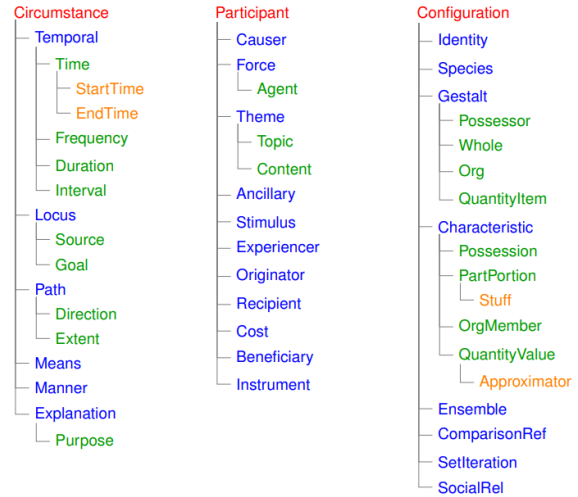 Circumstance
Temporal
Time
StartTime
EndTime
Frequency
Duration
Interval
Locus
Source
Goal
Path
Direction
Extent
Means
Manner
Explanation
Purpose
Participant
Causer
Force
Agent
Theme
Topic
Content
Ancillary
Stimulus
Experiencer
Originator
Recipient
Cost
Beneficiary
Instrument
Configuration
Identity
Species
Gestalt
Possessor
Whole
Org
QuantityItem
Characteristic
Possession
PartPortion
Stuff
OrgMember
QuantityValue
Approximator
Ensemble
ComparisonRef
SetIteration
SocialRel